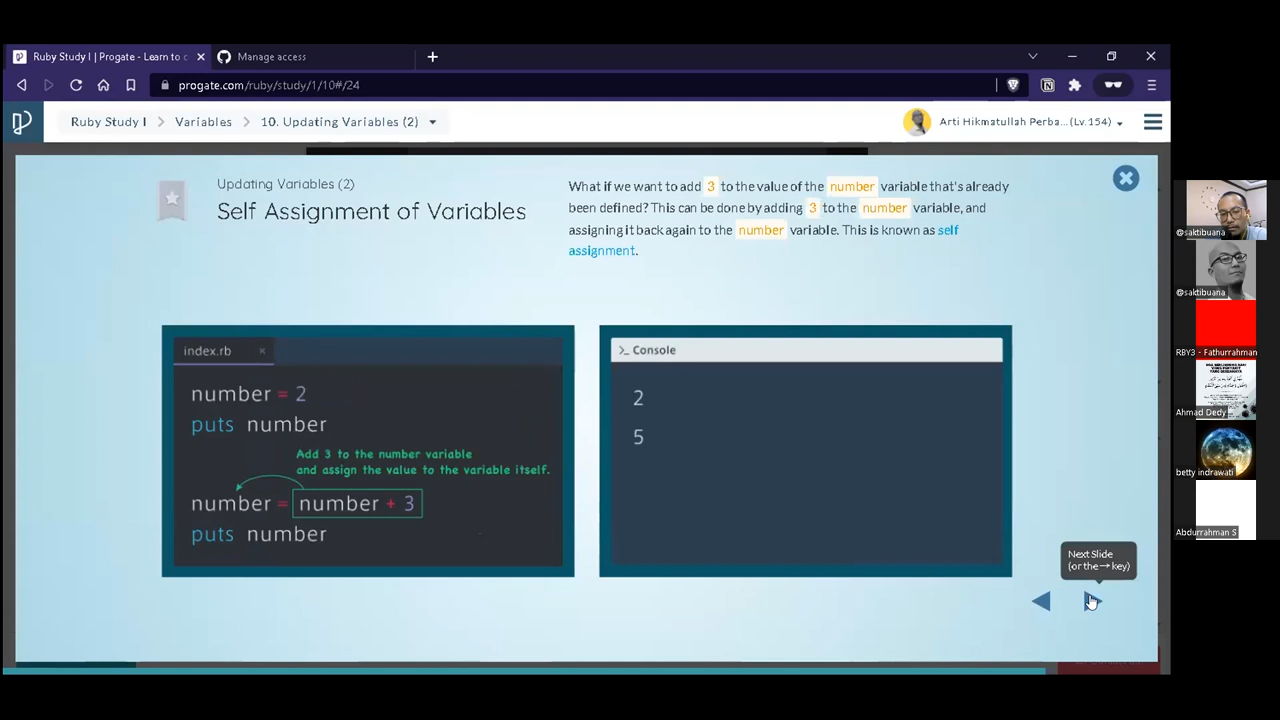 Ruby Study I | Progate - Learn to c
Manage access
progate.com/ruby/study/1/10#/24
Ruby Study I
Variables
10. Updating Variables (2)
Arti Hikmatullah Perba...(Lv.154)
Updating Variables (2)
Self Assignment of Variables
What if we want to add 3 to the value of the number variable that's already
been defined? This can be done by adding 3 to the number variable, and
assigning it back again to the number variable. This is known as self
assignment.
index.rb
number = 2
puts number
Add 3 to the number variable
and assign the value to the variable itself.
number = number + 3
puts number
>_ Console
2
5
Next Slide
(or the → key)
@saktibuana
@saktibuana
RBY3 - Fathurrahman
Ahmad Dedy
betty indrawati
Abdurrahman S